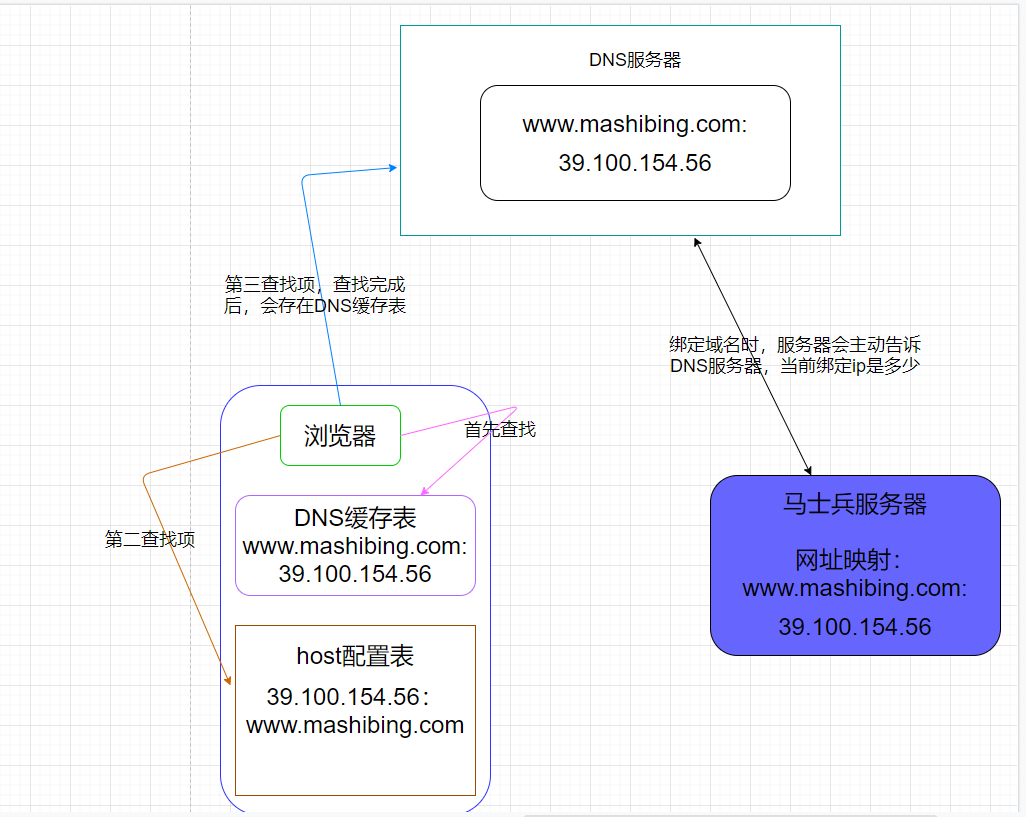 DNS服务器
www.mashibing.com:
39.100.154.56
第三查找项，查找完成
后，会存在DNS缓存表
绑定域名时，服务器会主动告诉
DNS服务器，当前绑定ip是多少
浏览器
首先查找
DNS缓存表
www.mashibing.com:
39.100.154.56
第二查找项
host配置表
39.100.154.56：
www.mashibing.com
马士兵服务器
网址映射：
www.mashibing.com:
39.100.154.56